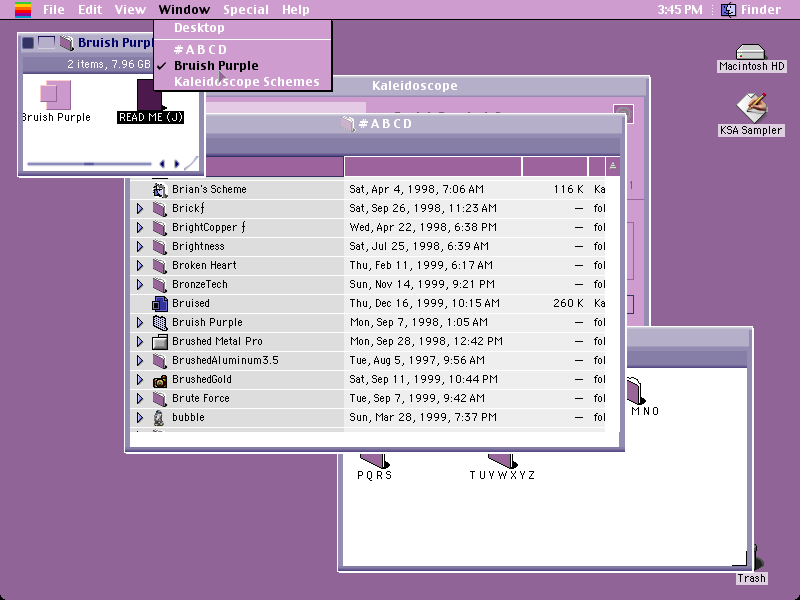 File Edit View Window Special Help 3:45 PM Finder
Desktop
# A B C D
Bruish Purple
Kaleidoscope Schemes
Bruish Purpl
2 items, 7.96 GB
Bruish Purple
READ ME (J)
Macintosh HD
KSA Sampler
Kaleidoscope
# A B C D
Brian's Scheme Sat, Apr 4, 1998, 7:06 AM 116 K Ka
Brickƒ Sat, Sep 26, 1998, 11:23 AM — fol
BrightCopper ƒ Wed, Apr 22, 1998, 6:38 PM — fol
Brightness Sat, Jul 25, 1998, 6:39 AM — fol
Broken Heart Thu, Feb 11, 1999, 6:17 AM — fol
BronzeTech Sun, Nov 14, 1999, 9:21 PM — fol
Bruised Thu, Dec 16, 1999, 10:15 AM 260 K Ka
Bruish Purple Mon, Sep 7, 1998, 1:05 AM — fol
Brushed Metal Pro Mon, Sep 28, 1998, 12:42 PM — fol
BrushedAluminum3.5 Tue, Aug 5, 1997, 9:56 AM — fol
BrushedGold Sat, Sep 11, 1999, 10:44 PM — fol
Brute Force Tue, Sep 7, 1999, 9:42 AM — fol
bubble Sun, Mar 28, 1999, 7:37 PM — fol
M N O
P Q R S
T U V W X Y Z
Trash